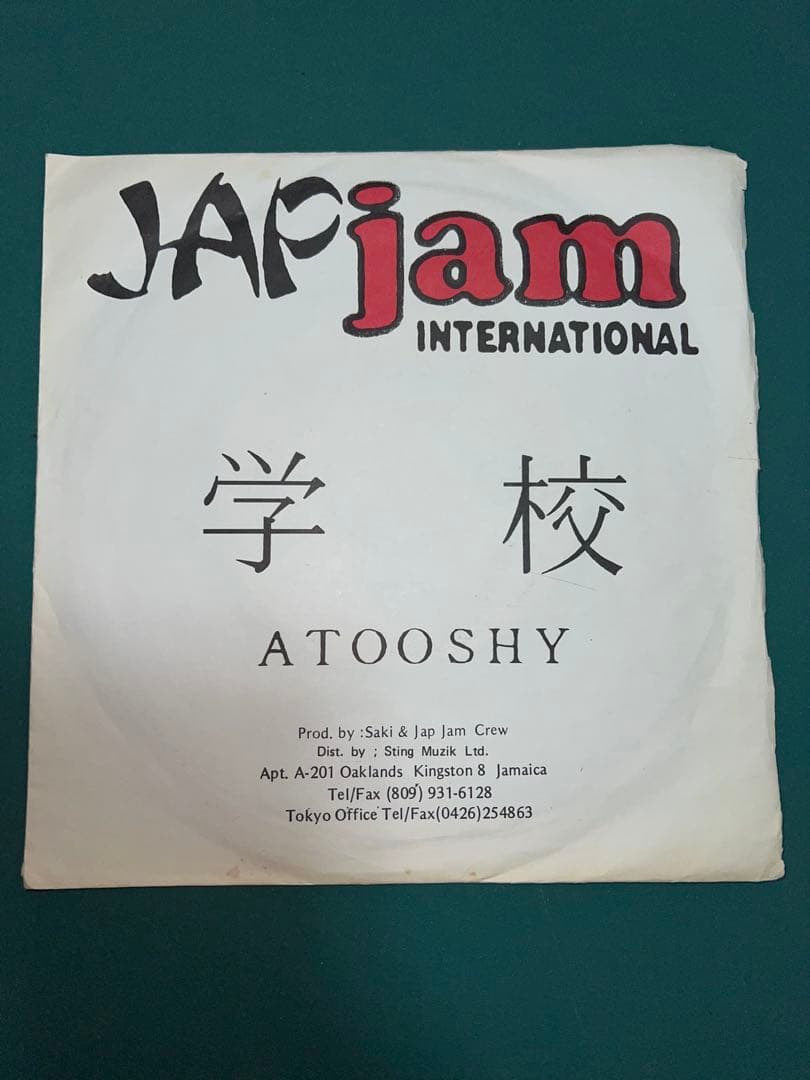 JAPjam
INTERNATIONAL
学 校
ATOOSHY
Prod. by :Saki & Jap Jam Crew
Dist. by ; Sting Muzik Ltd.
Apt. A-201 Oaklands Kingston 8 Jamaica
Tel/Fax (809) 931-6128
Tokyo Office Tel/Fax(0426)254863